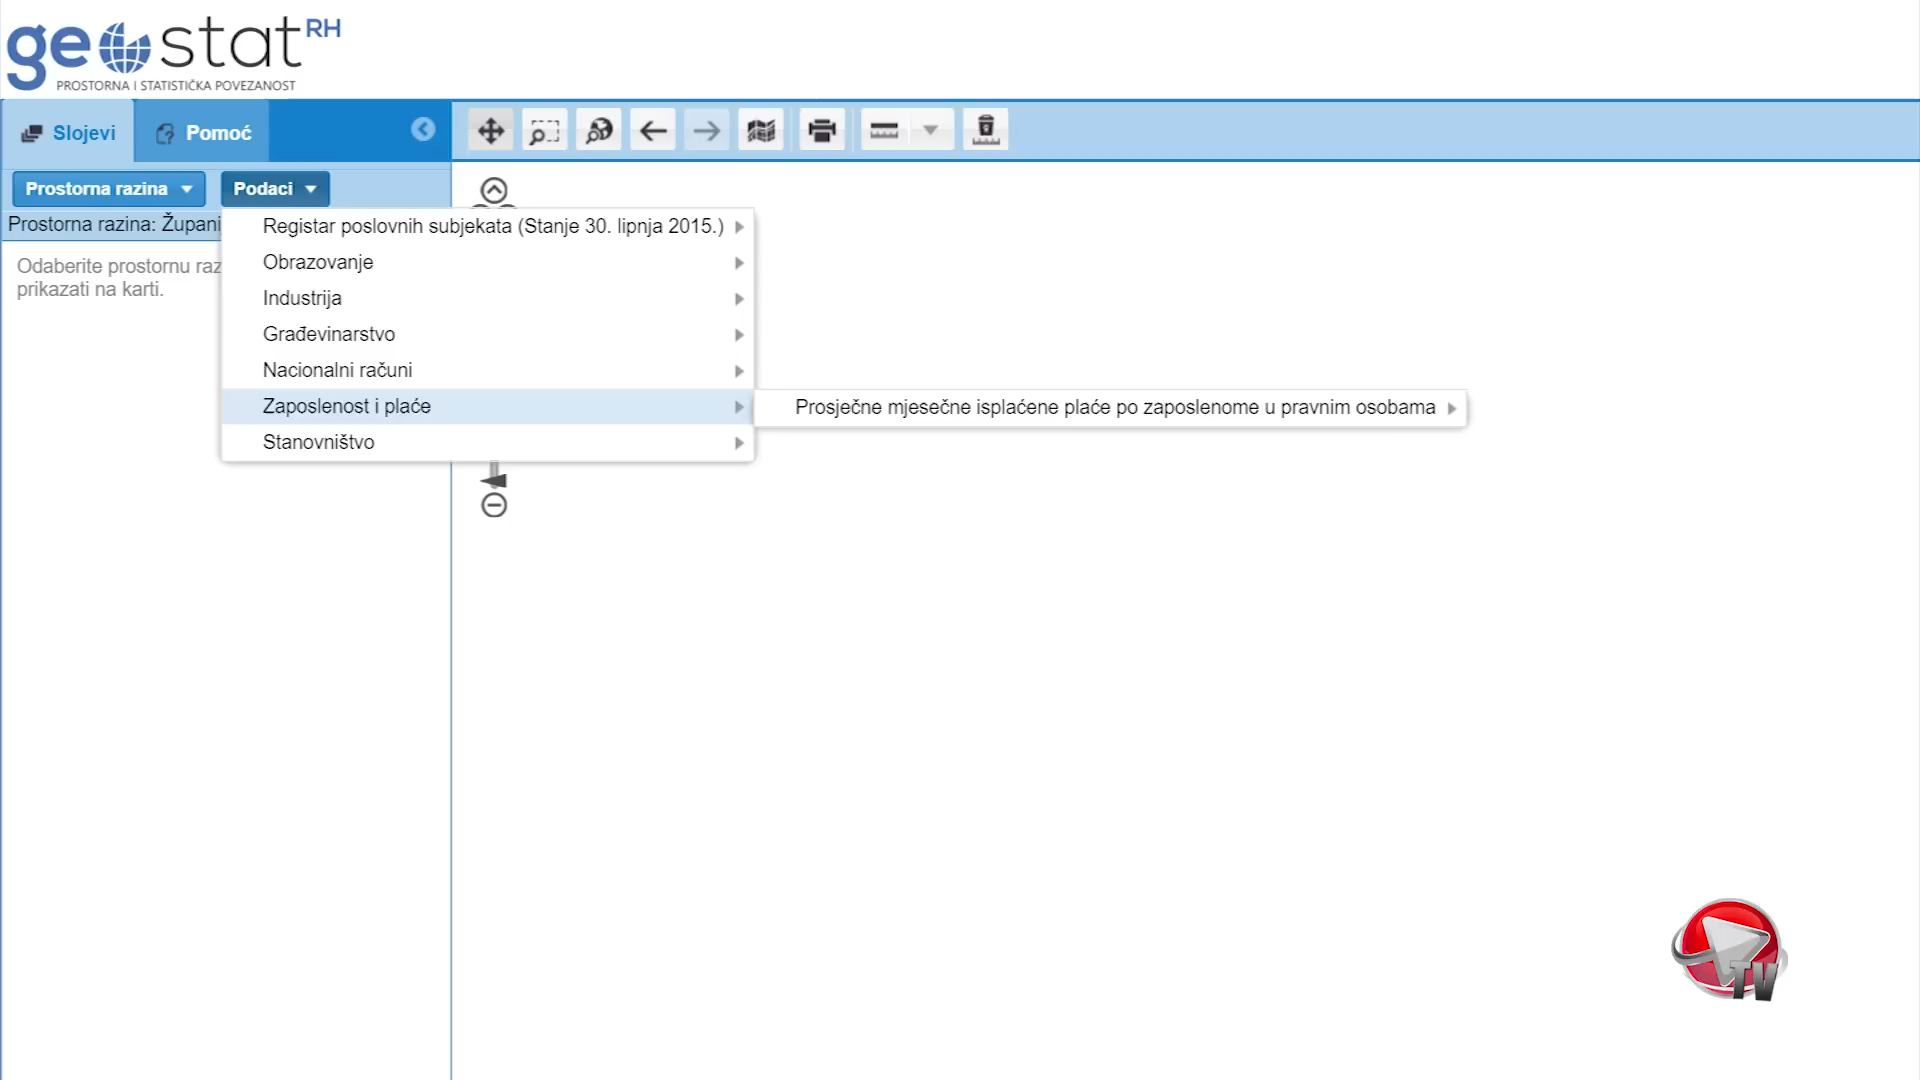 geostat RH
PROSTORNA I STATISTIČKA POVEZANOST
Slojevi
Pomoć
Prostorna razina
Podaci
Prostorna razina: Župani
Odaberite prostornu raz
prikazati na karti.
Registar poslovnih subjekata (Stanje 30. lipnja 2015.)
Obrazovanje
Industrija
Građevinarstvo
Nacionalni računi
Zaposlenost i plaće
Prosječne mjesečne isplaćene plaće po zaposlenome u pravnim osobama
Stanovništvo
TV